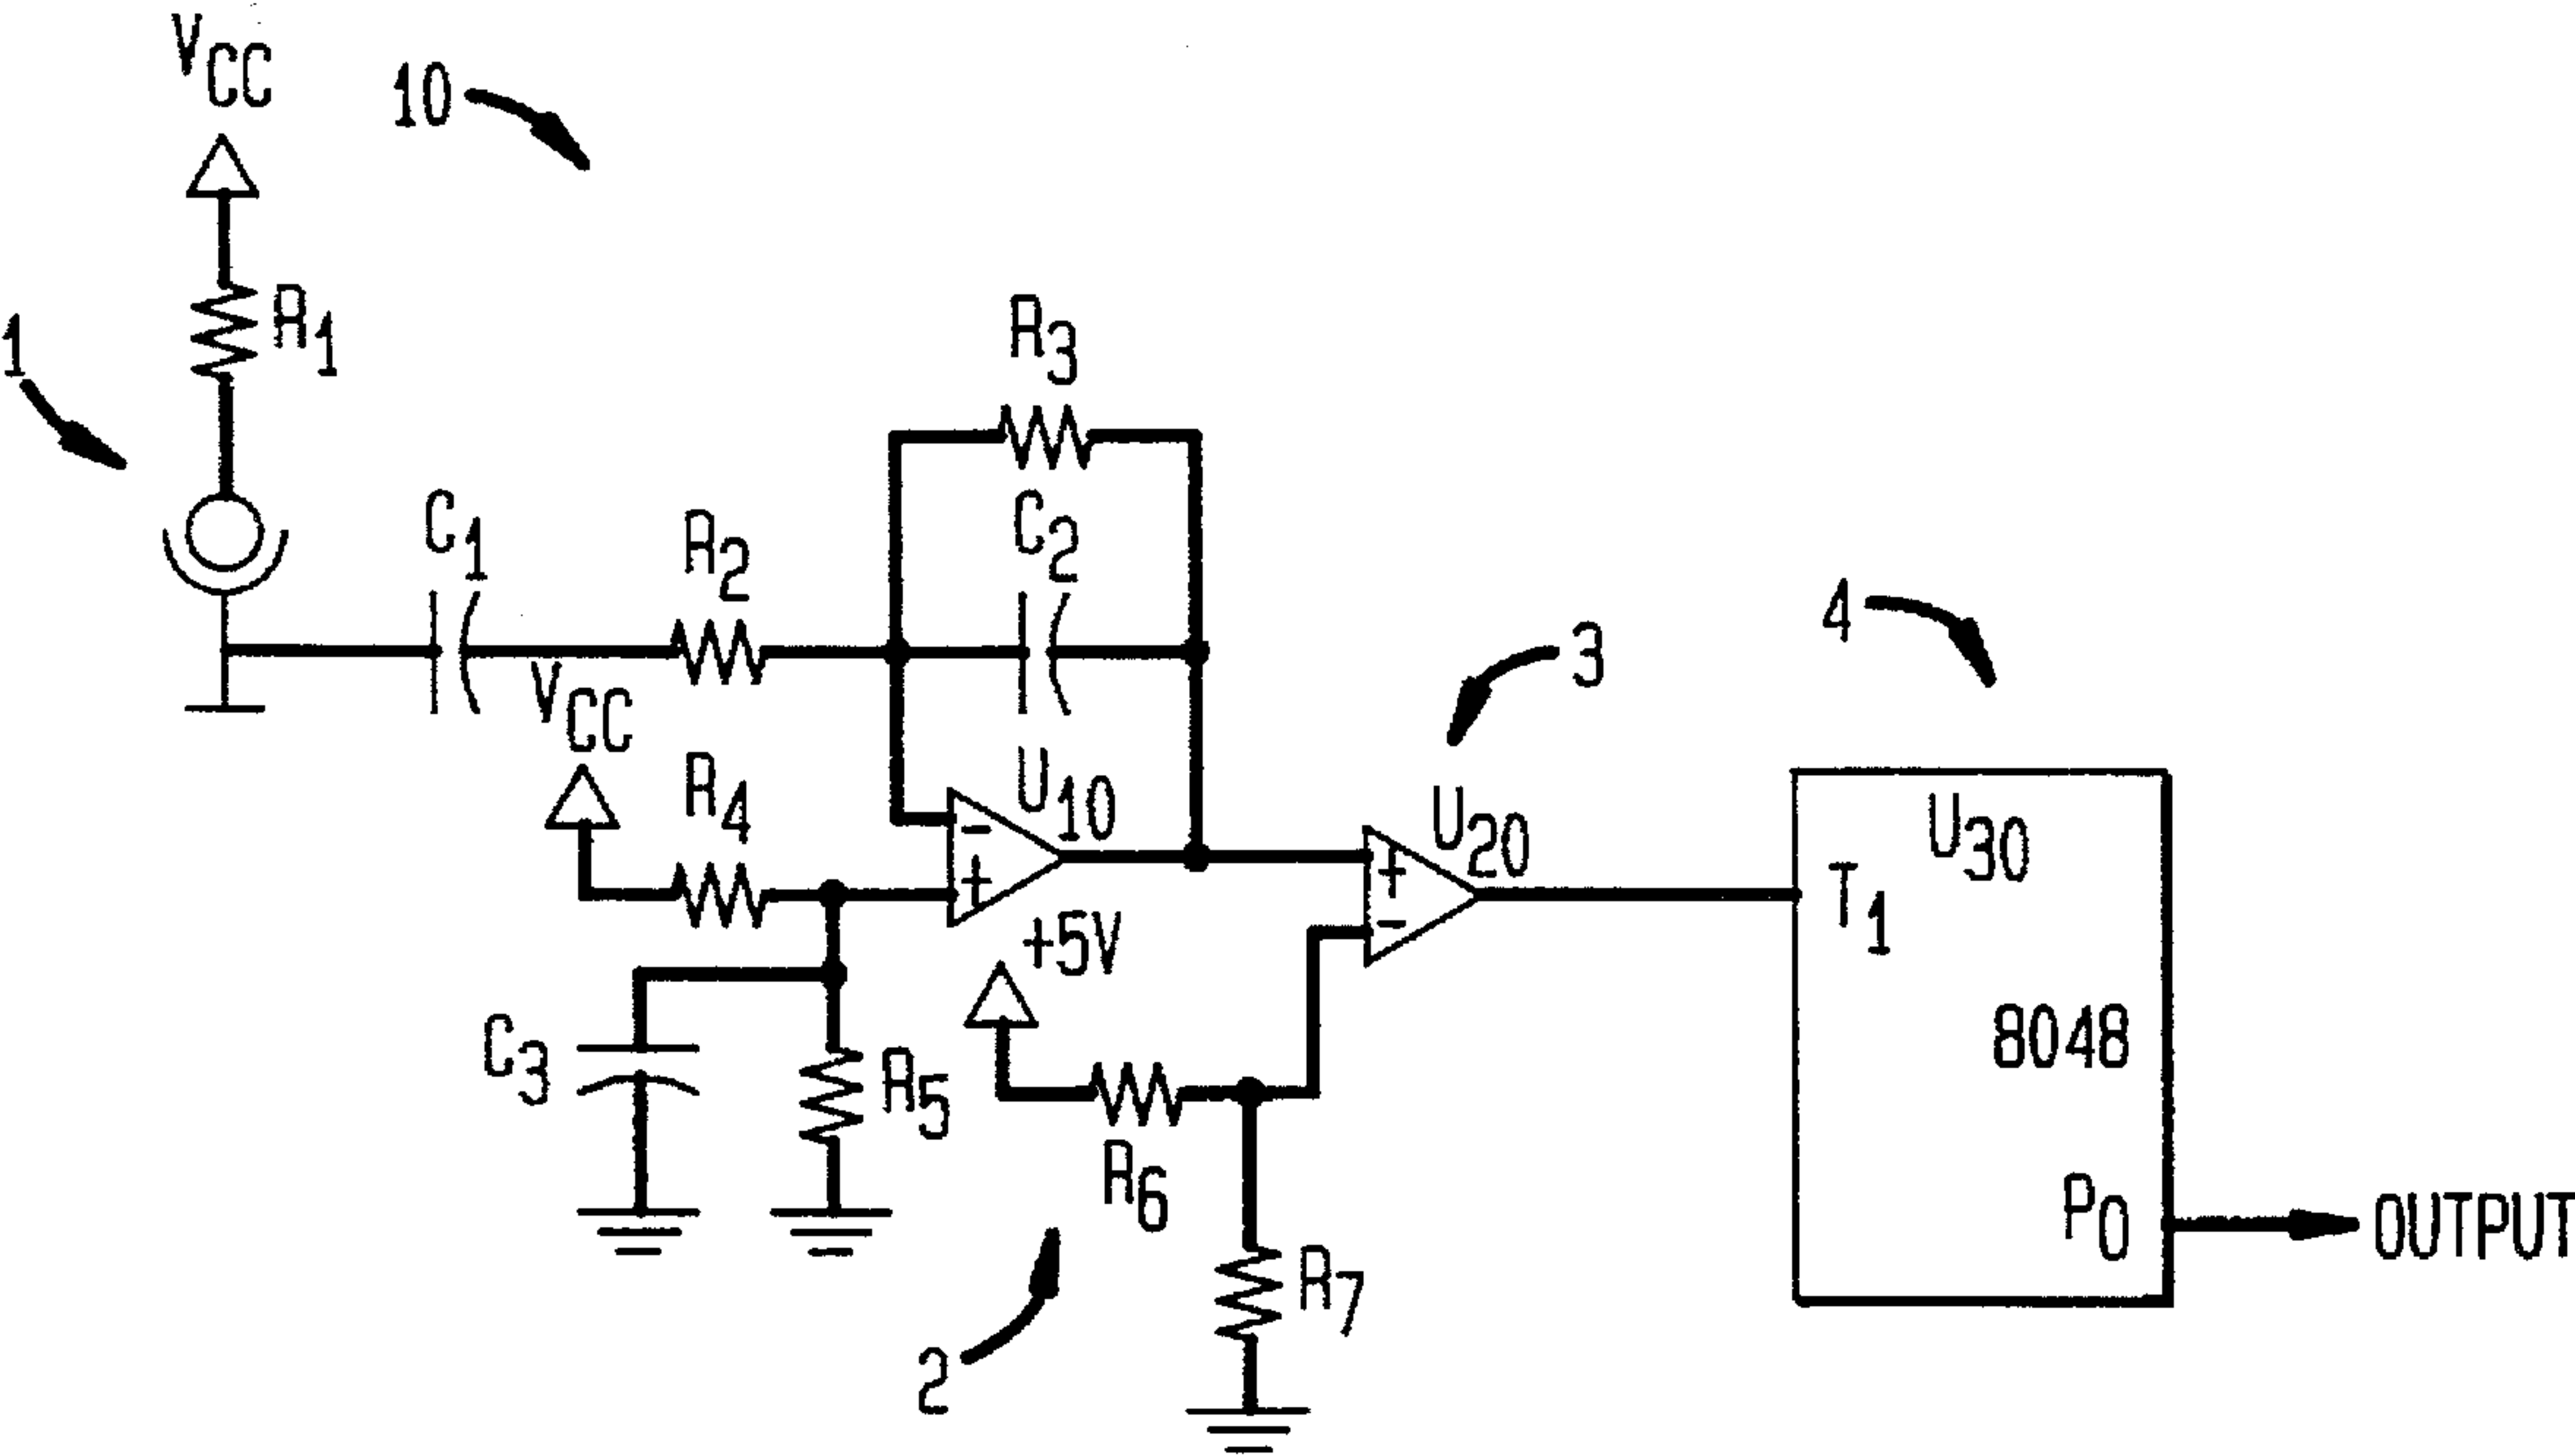 VCC
10
R1
1
R3
C1
R2
C2
VCC
4
3
R4
U10
U20
U30
-
+
+
-
T1
+5V
8048
C3
R5
R6
P0
OUTPUT
R7
2